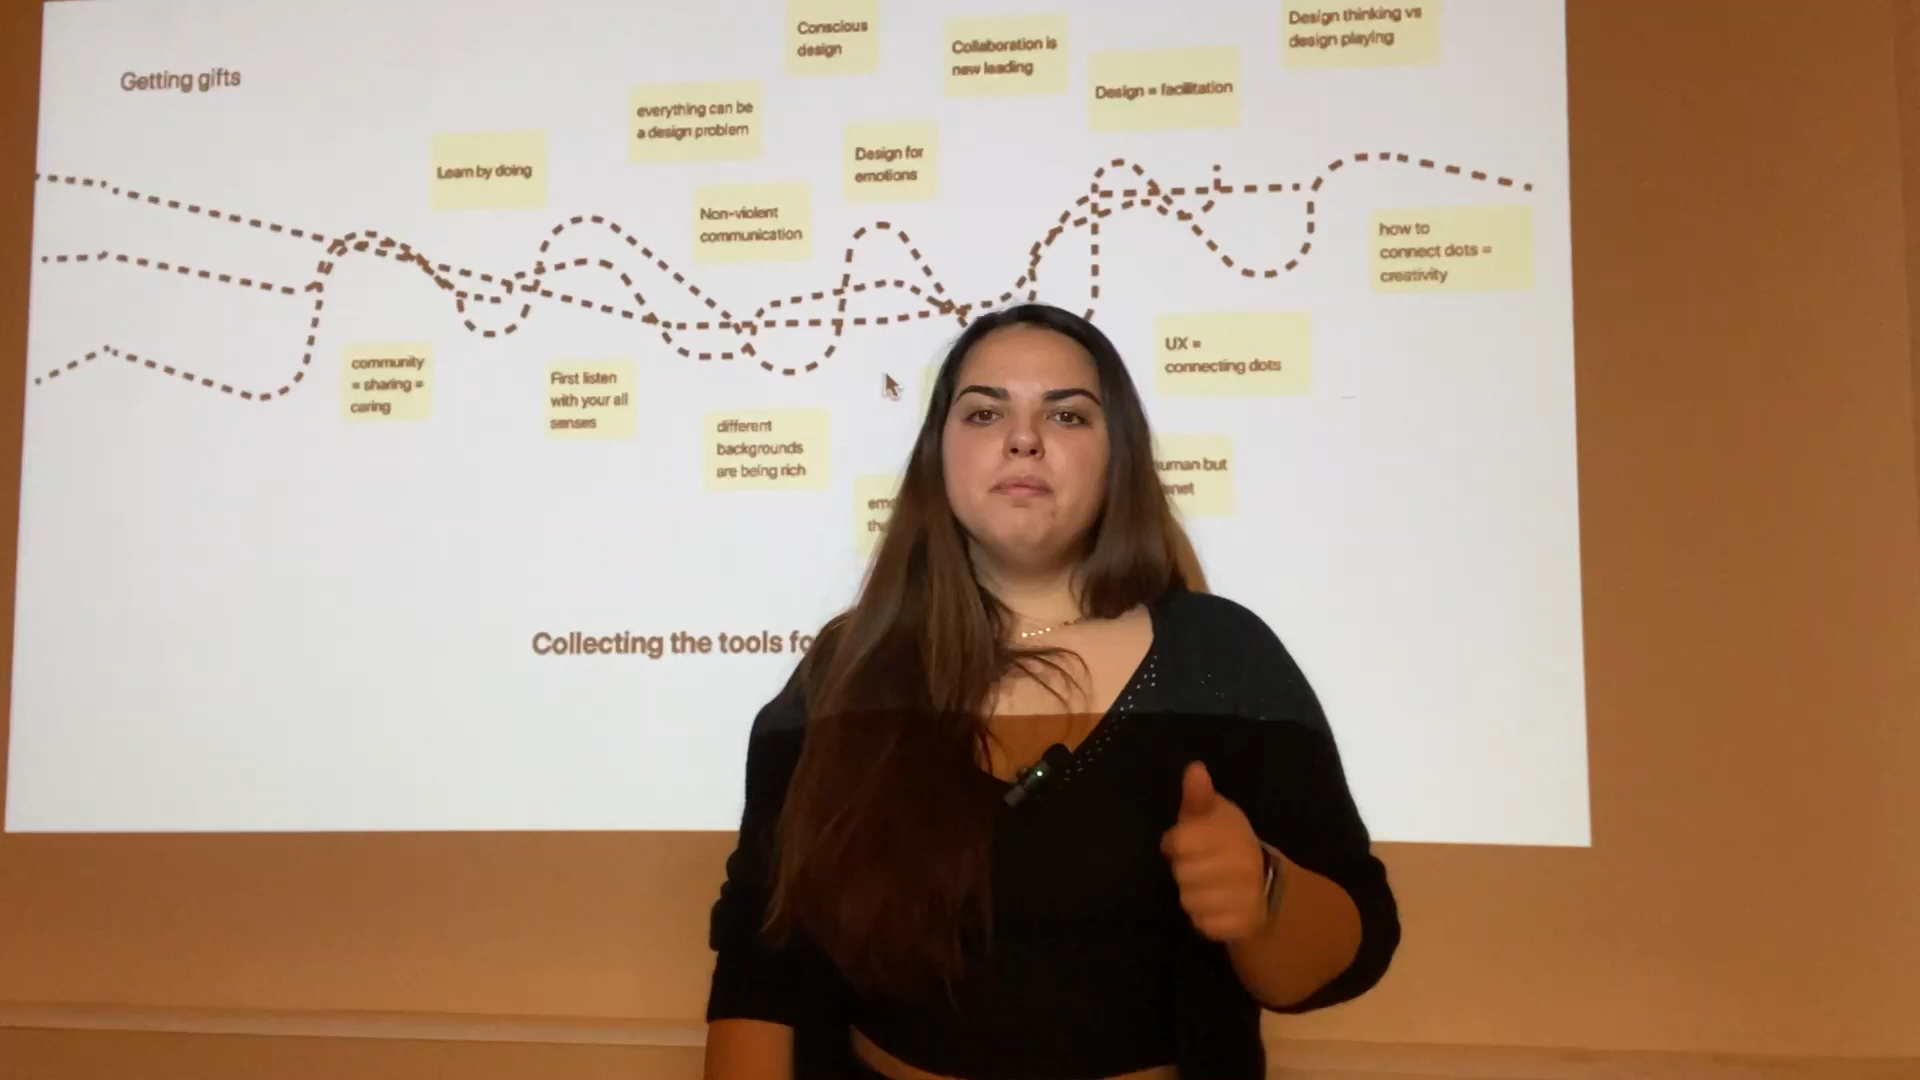 Getting gifts
Conscious
design
Collaboration is
new leading
Design thinking vs
design playing
everything can be
a design problem
Design = facilitation
Learn by doing
Design for
emotions
Non-violent
communication
how to
connect dots =
creativity
community
= sharing =
caring
First listen
with your all
senses
UX =
connecting dots
different
backgrounds
are being rich
but
Collecting the tools